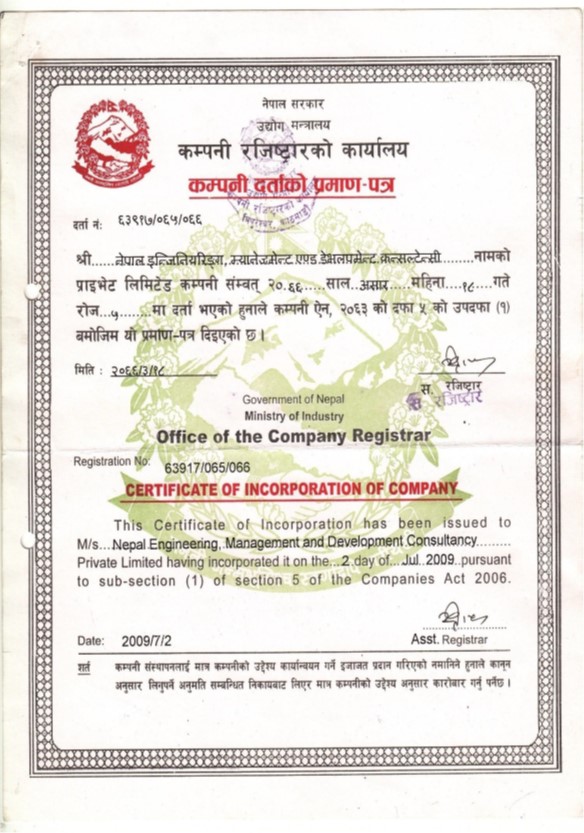 नेपाल सरकार
उद्योग मन्त्रालय
कम्पनी रजिष्ट्रारको कार्यालय
कम्पनी दर्ताको प्रमाण-पत्र
दर्ता नं: ६३९१७/०६५/०६६
श्री......नेपाल इन्जिनियरिङ्ग, म्यानेजमेन्ट एण्ड डेभलपमेन्ट कन्सल्टेन्सी......नामको
प्राइभेट लिमिटेड कम्पनी संम्वत् २०.६६.....साल..असार.....महिना....१८....गते
रोज...५......मा दर्ता भएको हुनाले कम्पनी ऐन, २०६३ को दफा ५ को उपदफा (१)
बमोजिम यो प्रमाण-पत्र दिइएको छ।
मिति : २०६६/३/१८
स. रजिष्ट्रार
रजिष्ट्रार
Government of Nepal
Ministry of Industry
Office of the Company Registrar
Registration No: 63917/065/066
CERTIFICATE OF INCORPORATION OF COMPANY
This Certificate of Incorporation has been issued to
M/s...Nepal Engineering, Management and Development Consultancy.........
Private Limited having incorporated it on the...2 day of...Jul..2009..pursuant
to sub-section (1) of section 5 of the Companies Act 2006.
Asst. Registrar
Date: 2009/7/2
शर्त कम्पनी संस्थापनलाई मात्र कम्पनीको उद्देश्य कार्यान्वयन गर्ने इजाजत प्रदान गरिएको नमानिने हुनाले कानून
अनुसार लिनुपर्ने अनुमति सम्बन्धित निकायबाट लिएर मात्र कम्पनीको उद्देश्य अनुसार कारोबार गर्नु पर्नेछ।